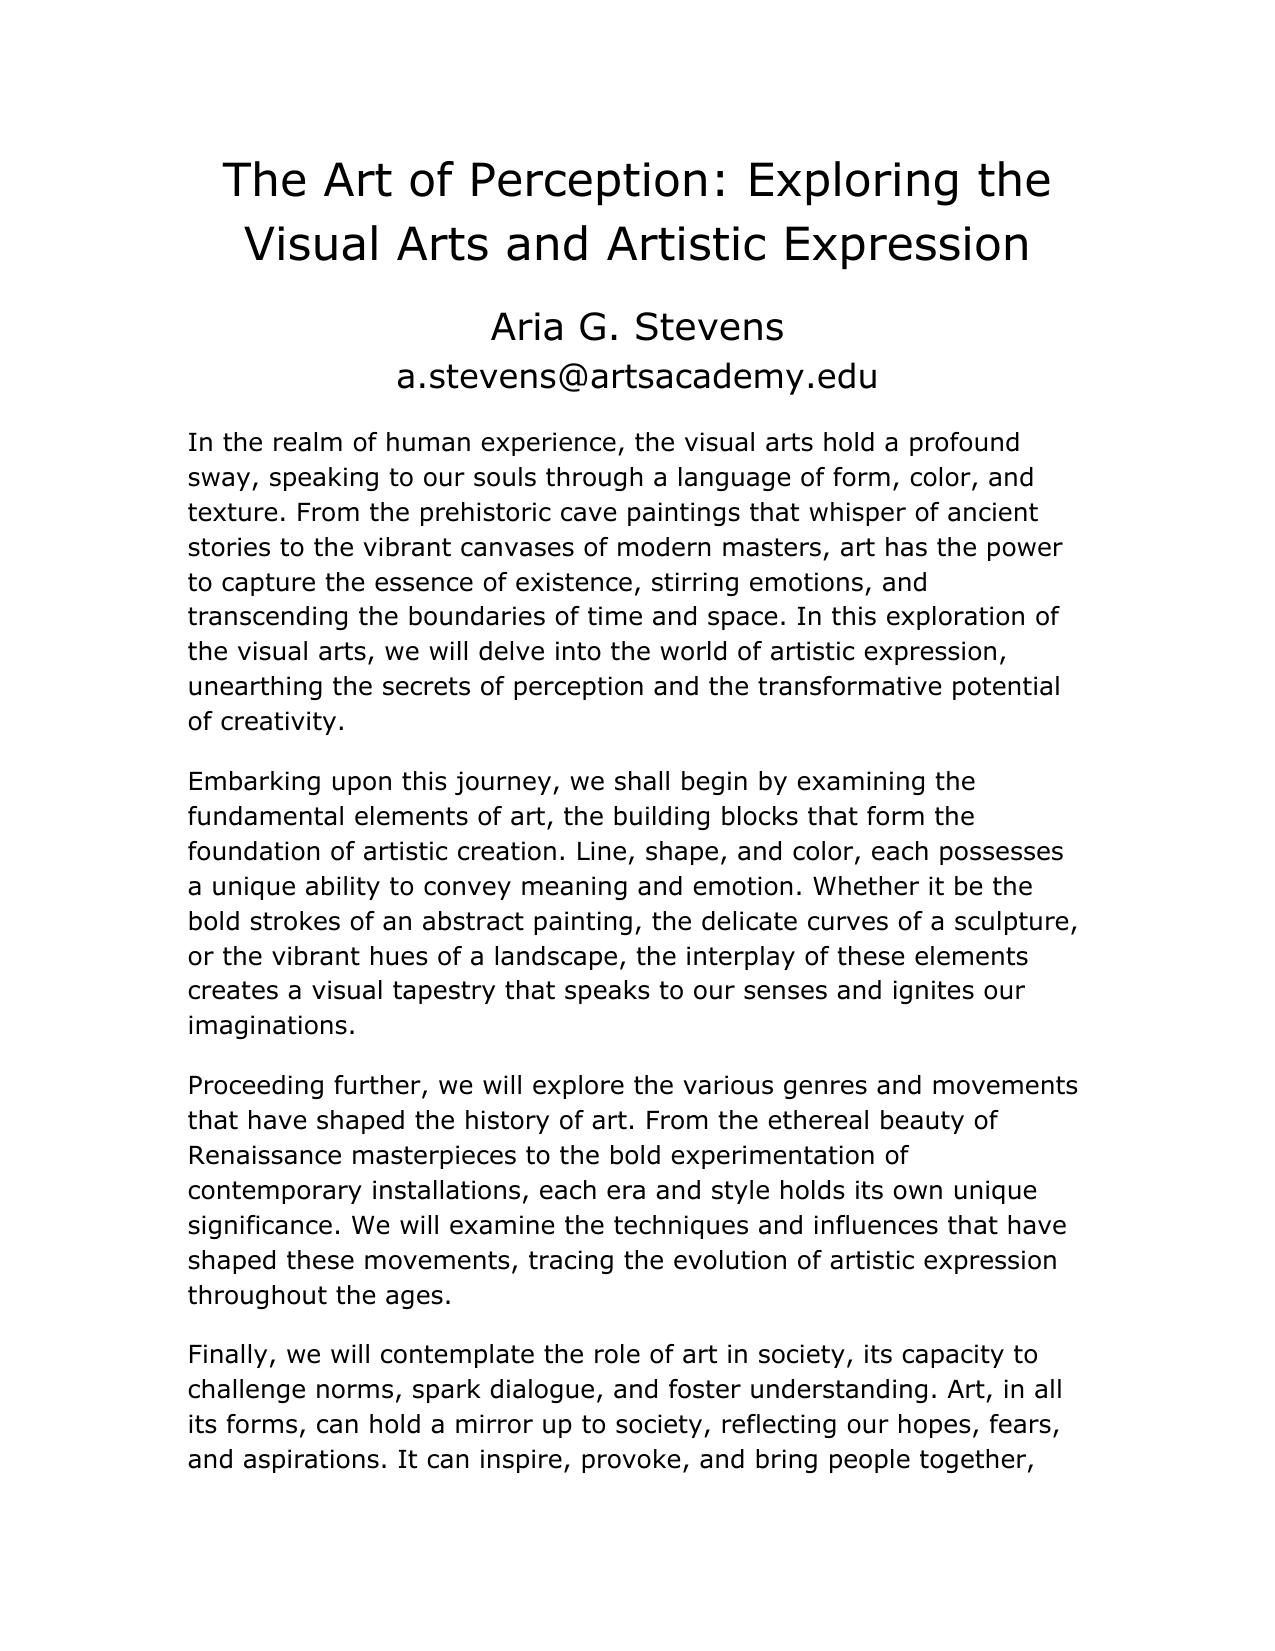 The Art of Perception: Exploring the
Visual Arts and Artistic Expression
Aria G. Stevens
a.stevens@artsacademy.edu
In the realm of human experience, the visual arts hold a profound
sway, speaking to our souls through a language of form, color, and
texture. From the prehistoric cave paintings that whisper of ancient
stories to the vibrant canvases of modern masters, art has the power
to capture the essence of existence, stirring emotions, and
transcending the boundaries of time and space. In this exploration of
the visual arts, we will delve into the world of artistic expression,
unearthing the secrets of perception and the transformative potential
of creativity.
Embarking upon this journey, we shall begin by examining the
fundamental elements of art, the building blocks that form the
foundation of artistic creation. Line, shape, and color, each possesses
a unique ability to convey meaning and emotion. Whether it be the
bold strokes of an abstract painting, the delicate curves of a sculpture,
or the vibrant hues of a landscape, the interplay of these elements
creates a visual tapestry that speaks to our senses and ignites our
imaginations.
Proceeding further, we will explore the various genres and movements
that have shaped the history of art. From the ethereal beauty of
Renaissance masterpieces to the bold experimentation of
contemporary installations, each era and style holds its own unique
significance. We will examine the techniques and influences that have
shaped these movements, tracing the evolution of artistic expression
throughout the ages.
Finally, we will contemplate the role of art in society, its capacity to
challenge norms, spark dialogue, and foster understanding. Art, in all
its forms, can hold a mirror up to society, reflecting our hopes, fears,
and aspirations. It can inspire, provoke, and bring people together,